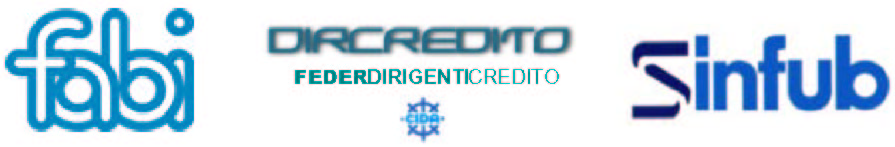 fabi
DIRCREDITO
FEDERDIRIGENTICREDITO
CIDA
Sinfub